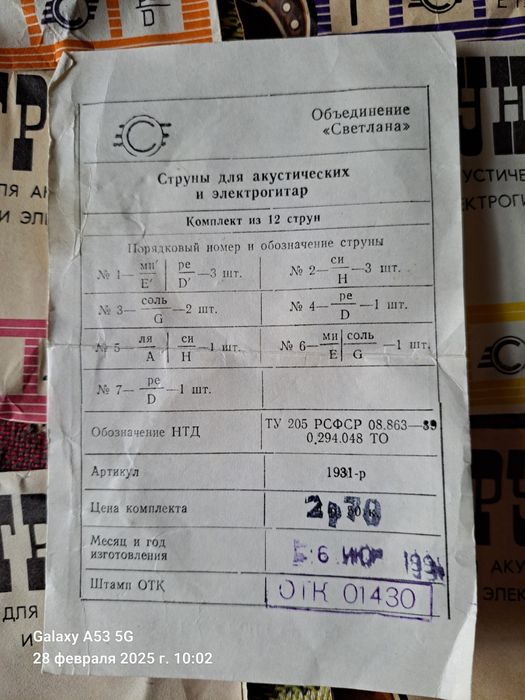 Объединение
«Светлана»
Струны для акустических
и электрогитар
Комплект из 12 струн
Порядковый номер и обозначение струны
№ 1— ми′ E′ | ре D′ —3 шт.
№ 2— си H —3 шт.
№ 3— соль G —2 шт.
№ 4— ре D —1 шт.
№ 5— ля A | си H —1 шт.
№ 6— ми E | соль G —1 шт.
№ 7— ре D —1 шт.
Обозначение НТД
ТУ 205 РСФСР 08.863—89
0.294.048 ТО
Артикул
1931-р
Цена комплекта
2р70
Месяц и год
изготовления
6
199
Штамп ОТК
ОТК 01430
Galaxy A53 5G
28 февраля 2025 г. 10:02